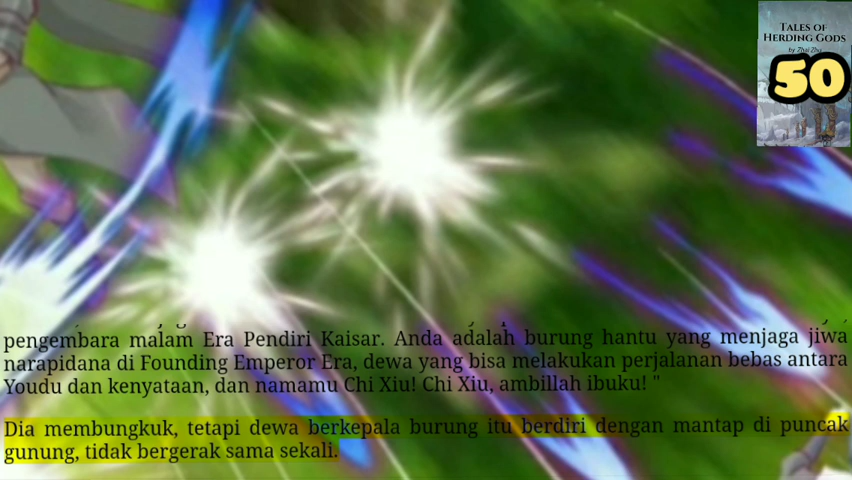 TALES OF
HERDING GODS
by Zhai Zhu
50
pengembara malam Era Pendiri Kaisar. Anda adalah burung hantu yang menjaga jiwa
narapidana di Founding Emperor Era, dewa yang bisa melakukan perjalanan bebas antara
Youdu dan kenyataan, dan namamu Chi Xiu! Chi Xiu, ambillah ibuku! "
Dia membungkuk, tetapi dewa berkepala burung itu berdiri dengan mantap di puncak
gunung, tidak bergerak sama sekali.